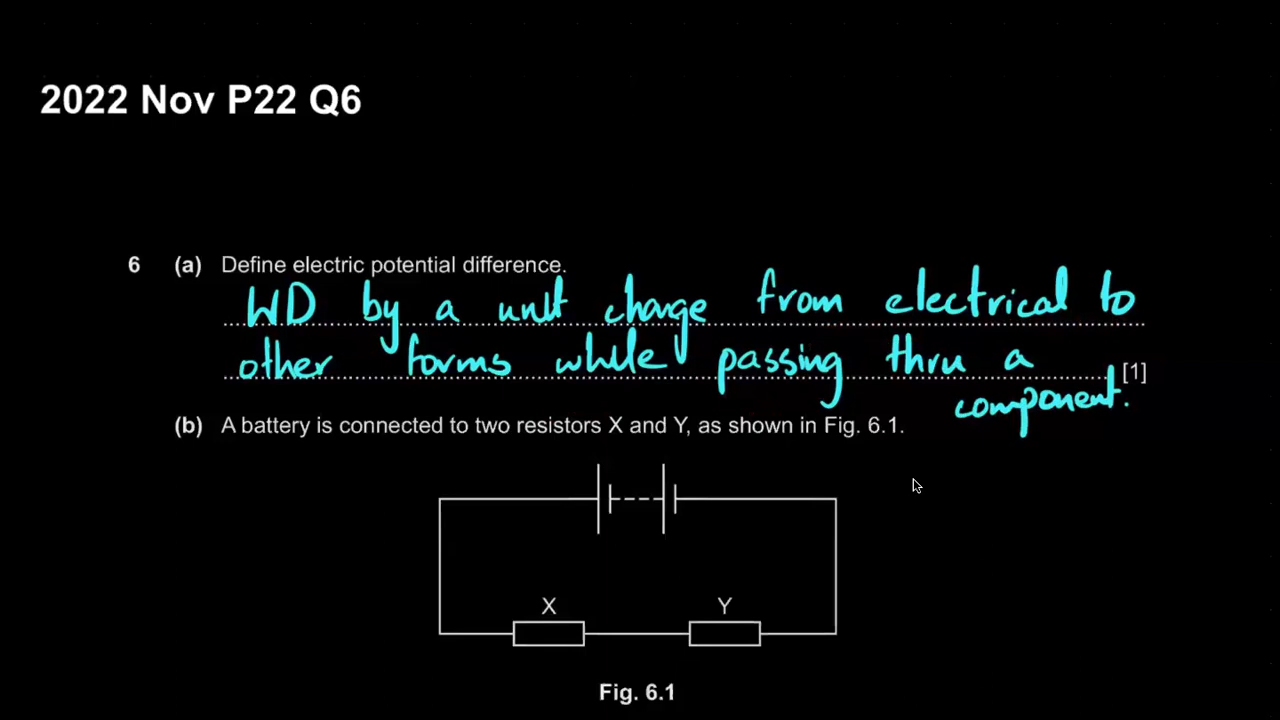 2022 Nov P22 Q6
6 (a) Define electric potential difference.
WD by a unit charge from electrical to
other forms while passing thru a
[1]
component.
(b) A battery is connected to two resistors X and Y, as shown in Fig. 6.1.
X Y
Fig. 6.1